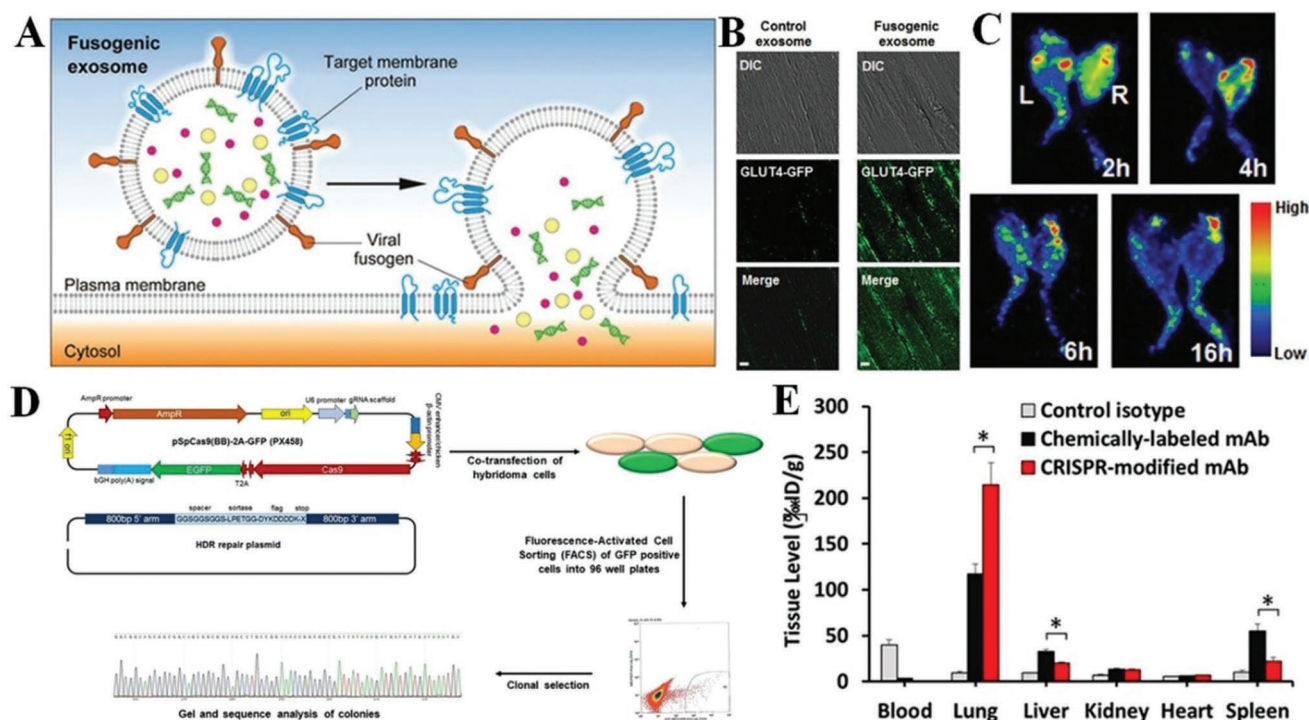 A
Fusogenic
exosome
Target membrane
protein
Viral
fusogen
Plasma membrane
Cytosol
B
Control
exosome
Fusogenic
exosome
DIC
DIC
GLUT4-GFP
GLUT4-GFP
Merge
Merge
C
L
R
2h
4h
6h
16h
High
Low
D
AmpR promoter
AmpR
ori
U6 promoter
gRNA scaffold
CMV enhancer/chicken
β-actin promoter
f1 ori
pSpCas9(BB)-2A-GFP (PX458)
bGH poly(A) signal
EGFP
T2A
Cas9
spacer
sortase
flag
stop
800bp 5' arm
GGSGGSGGS-LPETGG-DYKDDDDK-X
800bp 3' arm
HDR repair plasmid
Co-transfection of
hybridoma cells
Fluorescence-Activated Cell
Sorting (FACS) of GFP positive
cells into 96 well plates
Clonal selection
Gel and sequence analysis of colonies
E
Tissue Level (%ID/g)
300
250
200
150
100
50
0
Control isotype
Chemically-labeled mAb
CRISPR-modified mAb
*
*
*
Blood
Lung
Liver
Kidney
Heart
Spleen